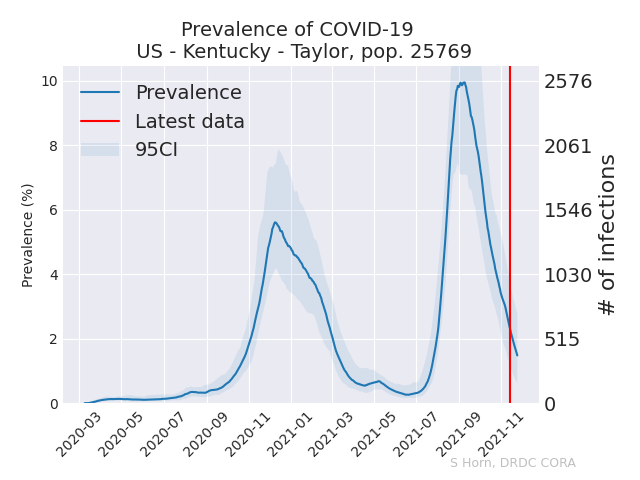 Prevalence of COVID-19
US - Kentucky - Taylor, pop. 25769
Prevalence
Latest data
95CI
Prevalence (%)
10
8
6
4
2
0
2576
2061
1546
1030
515
0
# of infections
2020-03
2020-05
2020-07
2020-09
2020-11
2021-01
2021-03
2021-05
2021-07
2021-09
2021-11
S Horn, DRDC CORA